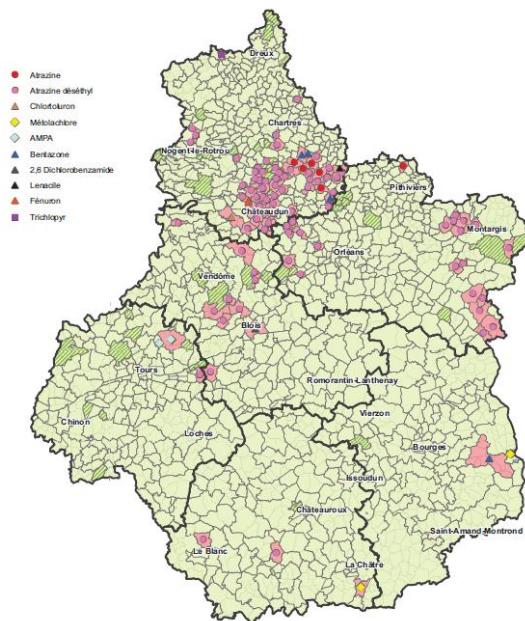 Atrazine
Atrazine déséthyl
Chlortoluron
Métolachlore
AMPA
Bentazone
2,6 Dichlorobenzamide
Lenacile
Fénuron
Trichlopyr
Dreux
Chartres
Nogent-le-Rotrou
Pithiviers
Châteaudun
Montargis
Orléans
Vendôme
Blois
Tours
Romorantin-Lanthenay
Chinon
Vierzon
Loches
Bourges
Issoudun
Châteauroux
Saint-Amand-Montrond
Le Blanc
La Châtre